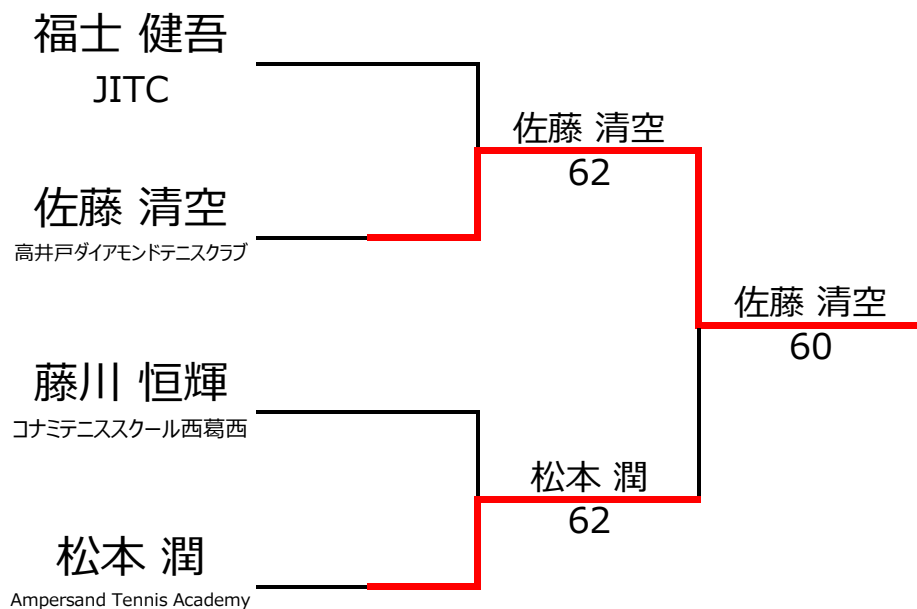 福士 健吾
JITC
佐藤 清空
高井戸ダイアモンドテニスクラブ
藤川 恒輝
コナミテニススクール西葛西
松本 潤
Ampersand Tennis Academy
佐藤 清空
62
松本 潤
62
佐藤 清空
60